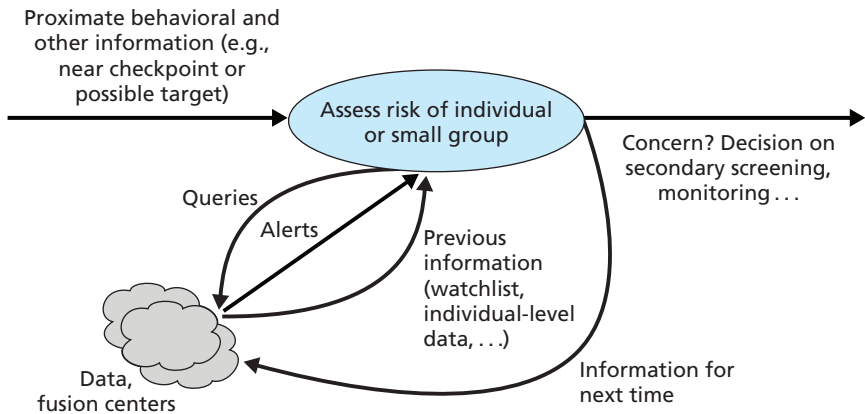 Proximate behavioral and
other information (e.g.,
near checkpoint or
possible target)
Assess risk of individual
or small group
Concern? Decision on
secondary screening,
monitoring . . .
Queries
Alerts
Previous
information
(watchlist,
individual-level
data, . . .)
Data,
fusion centers
Information for
next time